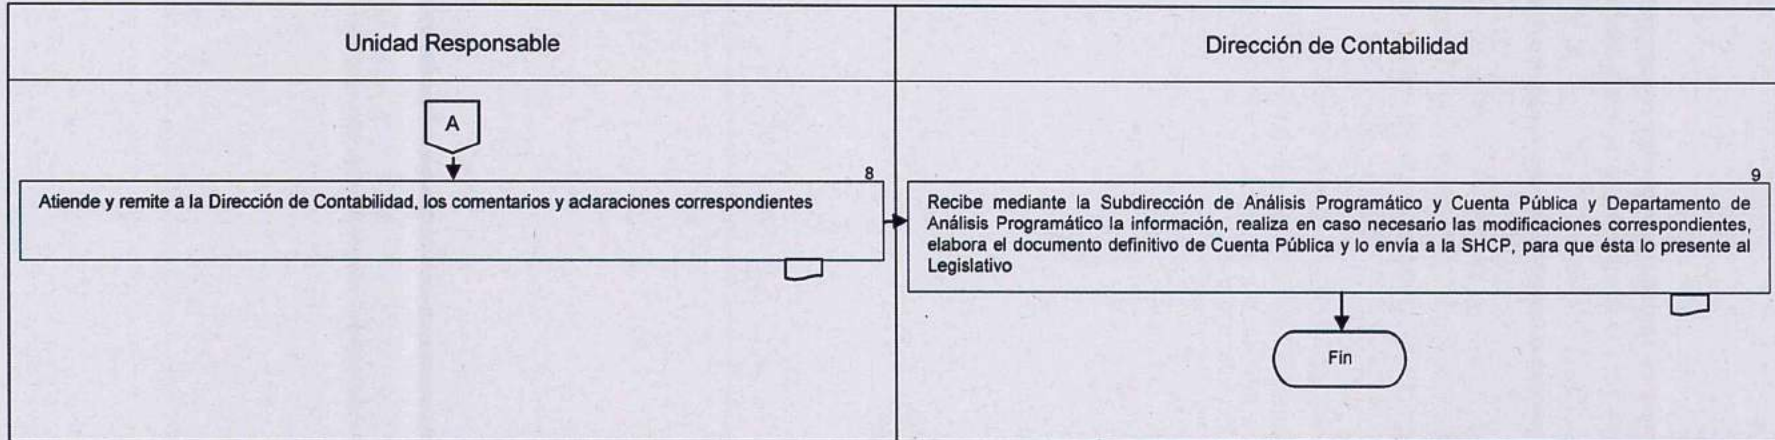 Unidad Responsable
Dirección de Contabilidad
A
8
Atiende y remite a la Dirección de Contabilidad, los comentarios y aclaraciones correspondientes
9
Recibe mediante la Subdirección de Análisis Programático y Cuenta Pública y Departamento de
Análisis Programático la información, realiza en caso necesario las modificaciones correspondientes,
elabora el documento definitivo de Cuenta Pública y lo envía a la SHCP, para que ésta lo presente al
Legislativo
Fin